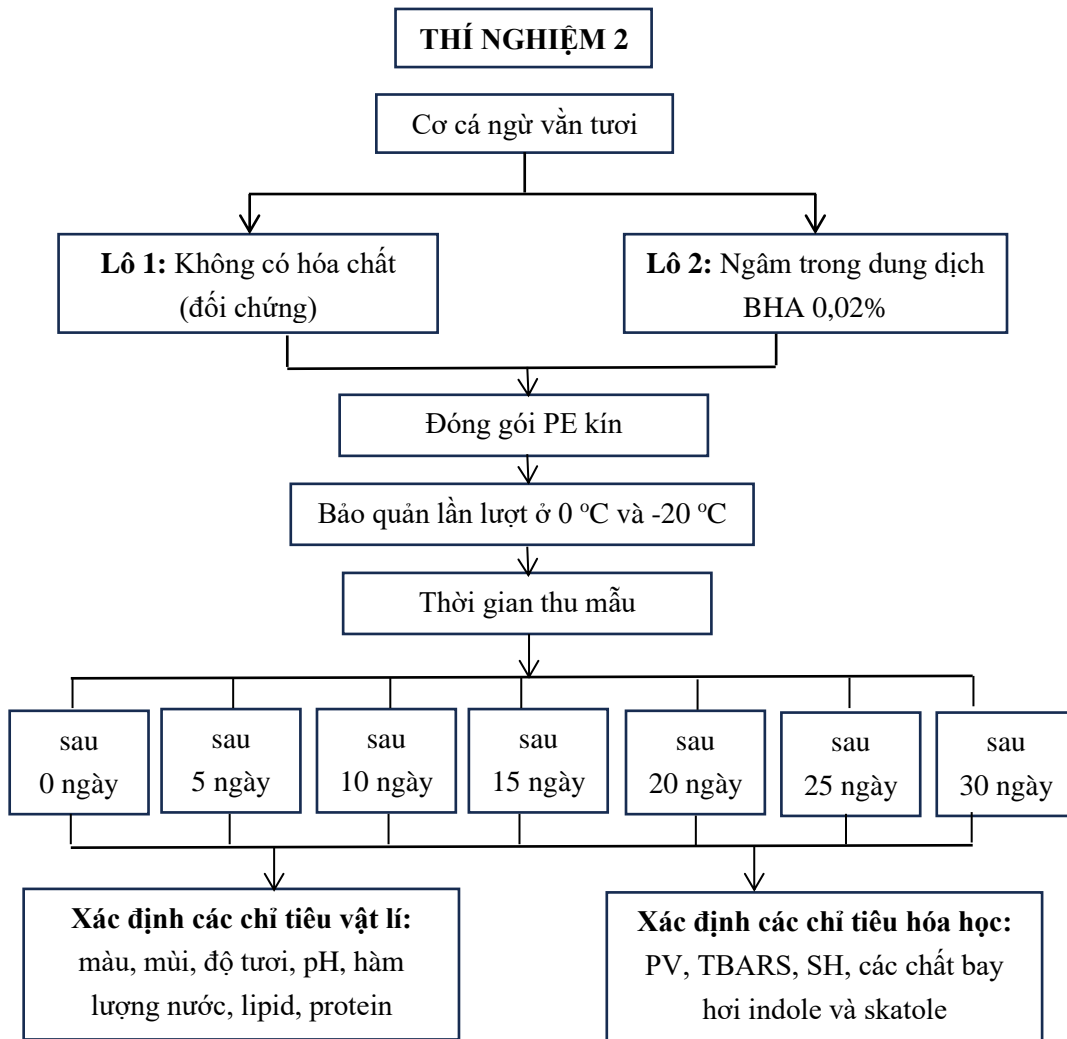 THÍ NGHIỆM 2
Cơ cá ngừ vằn tươi
Lô 1: Không có hóa chất
(đối chứng)
Lô 2: Ngâm trong dung dịch
BHA 0,02%
Đóng gói PE kín
Bảo quản lần lượt ở 0 ºC và -20 ºC
Thời gian thu mẫu
sau
0 ngày
sau
5 ngày
sau
10 ngày
sau
15 ngày
sau
20 ngày
sau
25 ngày
sau
30 ngày
Xác định các chỉ tiêu vật lí:
màu, mùi, độ tươi, pH, hàm
lượng nước, lipid, protein
Xác định các chỉ tiêu hóa học:
PV, TBARS, SH, các chất bay
hơi indole và skatole